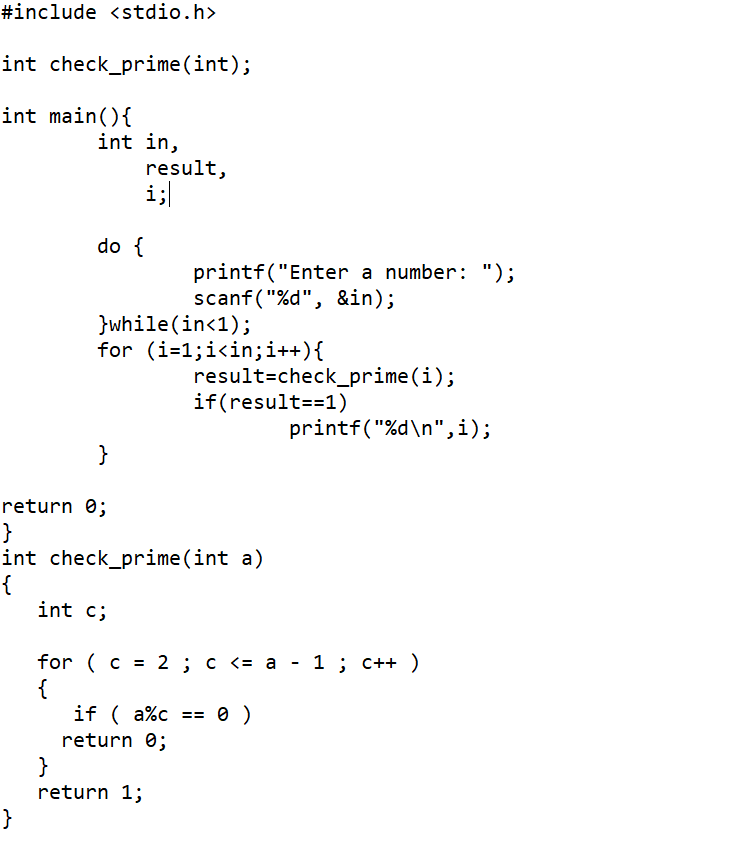 #include <stdio.h>

int check_prime(int);

int main(){
        int in,
            result,
            i;

        do {
                printf("Enter a number: ");
                scanf("%d", &in);
        }while(in<1);
        for (i=1;i<in;i++){
                result=check_prime(i);
                if(result==1)
                        printf("%d\n",i);
        }

return 0;
}
int check_prime(int a)
{
   int c;

   for ( c = 2 ; c <= a - 1 ; c++ )
   {
      if ( a%c == 0 )
     return 0;
   }
   return 1;
}